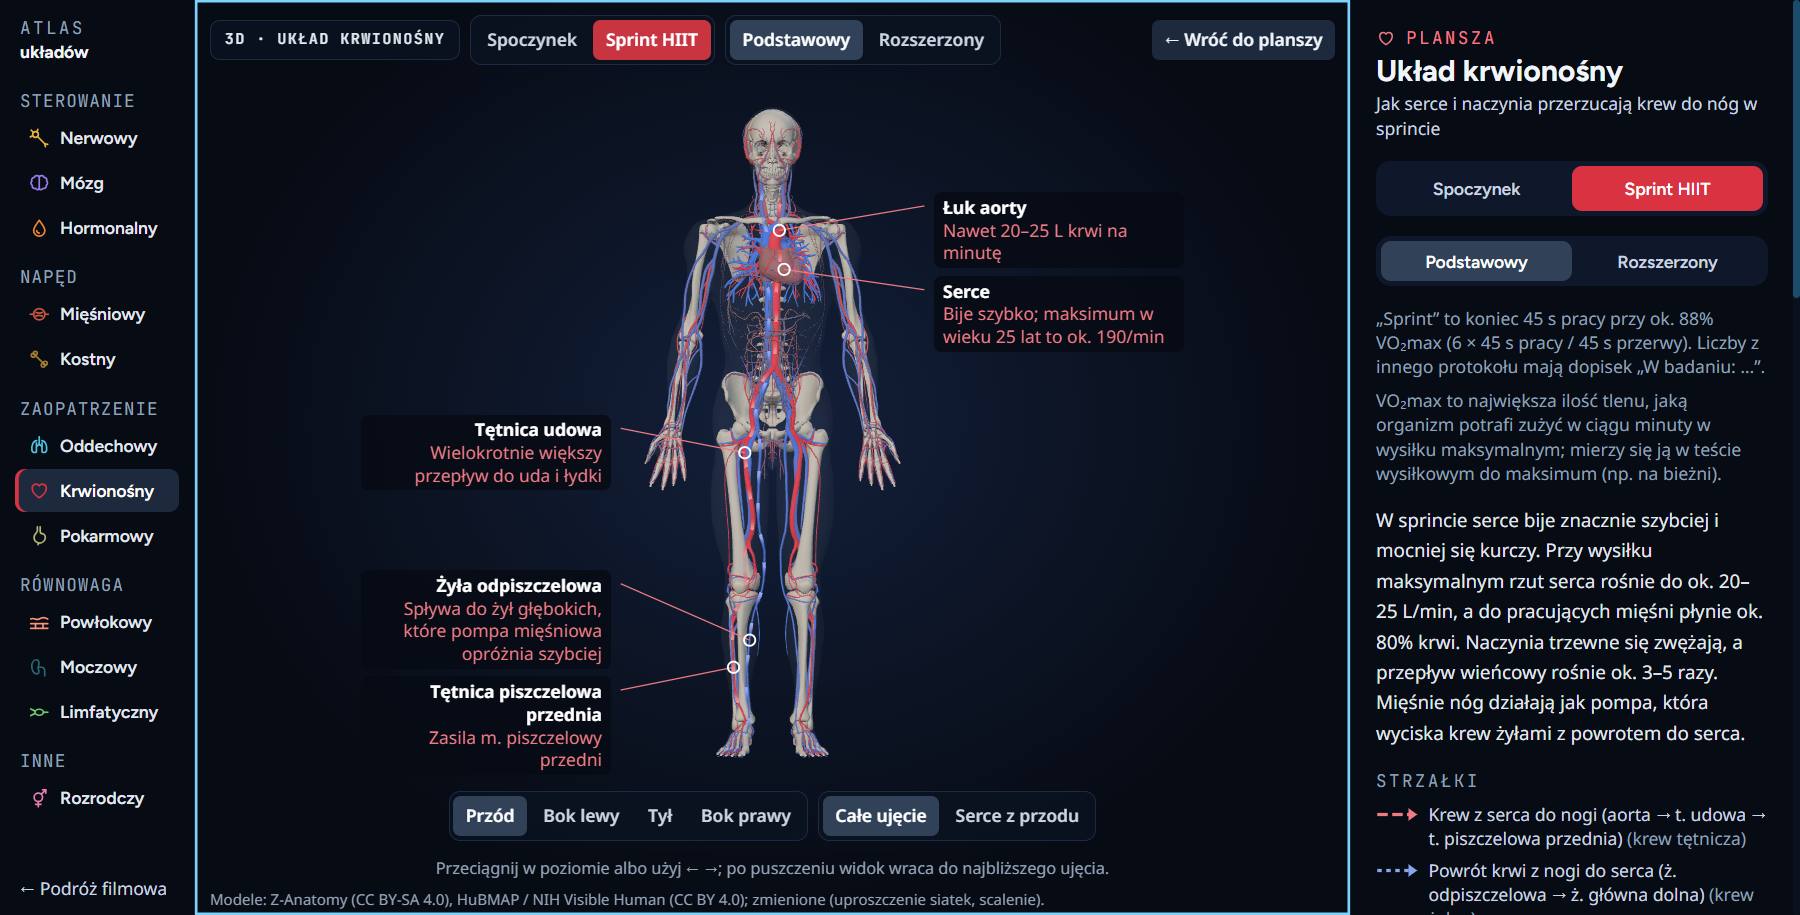 ATLAS
układów
STEROWANIE
Nerwowy
Mózg
Hormonalny
NAPĘD
Mięśniowy
Kostny
ZAOPATRZENIE
Oddechowy
Krwionośny
Pokarmowy
RÓWNOWAGA
Powłokowy
Moczowy
Limfatyczny
INNE
Rozrodczy
← Podróż filmowa
3D · UKŁAD KRWIONOŚNY
Spoczynek Sprint HIIT
Podstawowy Rozszerzony
← Wróć do planszy
Łuk aorty
Nawet 20–25 L krwi na
minutę
Serce
Bije szybko; maksimum w
wieku 25 lat to ok. 190/min
Tętnica udowa
Wielokrotnie większy
przepływ do uda i łydki
Żyła odpiszczelowa
Spływa do żył głębokich,
które pompa mięśniowa
opróżnia szybciej
Tętnica piszczelowa
przednia
Zasila m. piszczelowy
przedni
Przód Bok lewy Tył Bok prawy
Całe ujęcie Serce z przodu
Przeciągnij w poziomie albo użyj ← →; po puszczeniu widok wraca do najbliższego ujęcia.
Modele: Z-Anatomy (CC BY-SA 4.0), HuBMAP / NIH Visible Human (CC BY 4.0); zmienione (uproszczenie siatek, scalenie).
PLANSZA
Układ krwionośny
Jak serce i naczynia przerzucają krew do nóg w
sprincie
Spoczynek Sprint HIIT
Podstawowy Rozszerzony
„Sprint” to koniec 45 s pracy przy ok. 88%
VO₂max (6 × 45 s pracy / 45 s przerwy). Liczby z
innego protokołu mają dopisek „W badaniu: ...”.
VO₂max to największa ilość tlenu, jaką
organizm potrafi zużyć w ciągu minuty w
wysiłku maksymalnym; mierzy się ją w teście
wysiłkowym do maksimum (np. na bieżni).
W sprincie serce bije znacznie szybciej i
mocniej się kurczy. Przy wysiłku
maksymalnym rzut serca rośnie do ok. 20–
25 L/min, a do pracujących mięśni płynie ok.
80% krwi. Naczynia trzewne się zwężają, a
przepływ wieńcowy rośnie ok. 3–5 razy.
Mięśnie nóg działają jak pompa, która
wyciska krew żyłami z powrotem do serca.
STRZAŁKI
Krew z serca do nogi (aorta → t. udowa →
t. piszczelowa przednia) (krew tętnicza)
Powrót krwi z nogi do serca (ż.
odpiszczelowa → ż. główna dolna) (krew